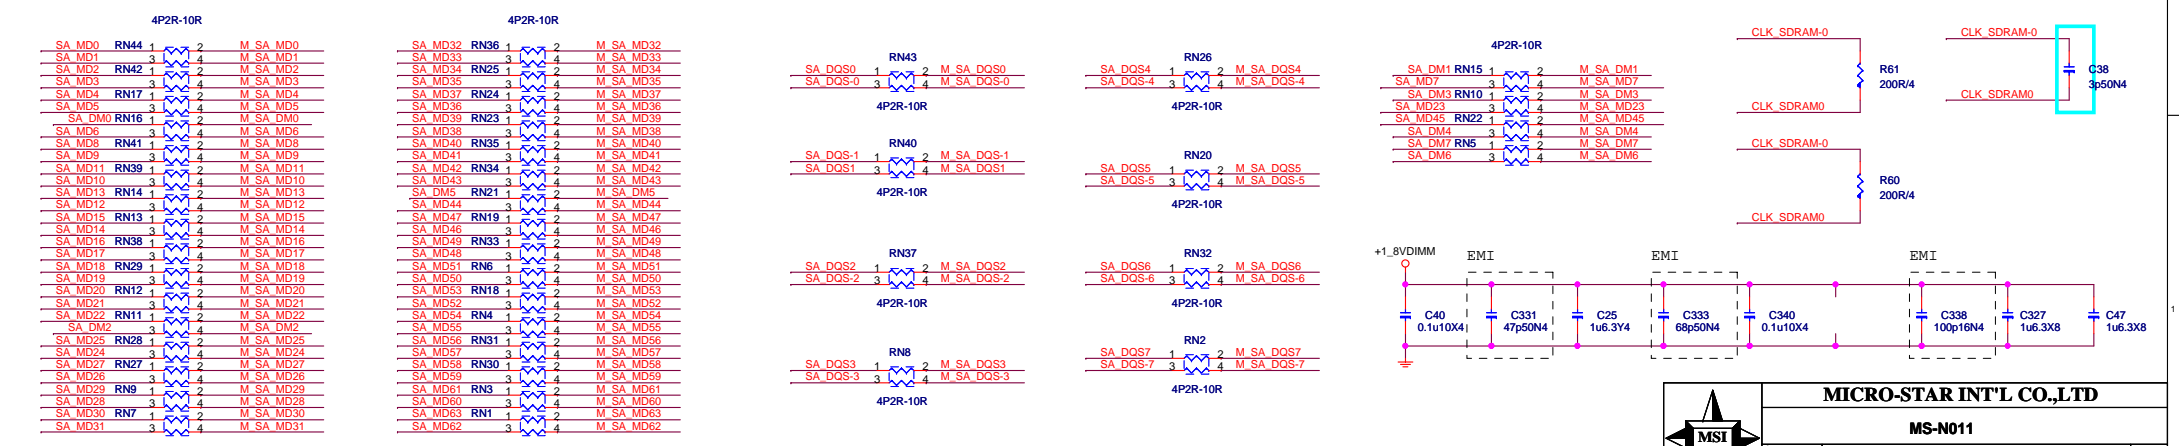 4P2R-10R
SA_MD0 RN44 1 2 M_SA_MD0
SA_MD1 3 4 M_SA_MD1
SA_MD2 RN42 1 2 M_SA_MD2
SA_MD3 3 4 M_SA_MD3
SA_MD4 RN17 1 2 M_SA_MD4
SA_MD5 3 4 M_SA_MD5
SA_DM0 RN16 1 2 M_SA_DM0
SA_MD6 3 4 M_SA_MD6
SA_MD8 RN41 1 2 M_SA_MD8
SA_MD9 3 4 M_SA_MD9
SA_MD11 RN39 1 2 M_SA_MD11
SA_MD10 3 4 M_SA_MD10
SA_MD13 RN14 1 2 M_SA_MD13
SA_MD12 3 4 M_SA_MD12
SA_MD15 RN13 1 2 M_SA_MD15
SA_MD14 3 4 M_SA_MD14
SA_MD16 RN38 1 2 M_SA_MD16
SA_MD17 3 4 M_SA_MD17
SA_MD18 RN29 1 2 M_SA_MD18
SA_MD19 3 4 M_SA_MD19
SA_MD20 RN12 1 2 M_SA_MD20
SA_MD21 3 4 M_SA_MD21
SA_MD22 RN11 1 2 M_SA_MD22
SA_DM2 3 4 M_SA_DM2
SA_MD25 RN28 1 2 M_SA_MD25
SA_MD24 3 4 M_SA_MD24
SA_MD27 RN27 1 2 M_SA_MD27
SA_MD26 3 4 M_SA_MD26
SA_MD29 RN9 1 2 M_SA_MD29
SA_MD28 3 4 M_SA_MD28
SA_MD30 RN7 1 2 M_SA_MD30
SA_MD31 3 4 M_SA_MD31
4P2R-10R
SA_MD32 RN36 1 2 M_SA_MD32
SA_MD33 3 4 M_SA_MD33
SA_MD34 RN25 1 2 M_SA_MD34
SA_MD35 3 4 M_SA_MD35
SA_MD37 RN24 1 2 M_SA_MD37
SA_MD36 3 4 M_SA_MD36
SA_MD39 RN23 1 2 M_SA_MD39
SA_MD38 3 4 M_SA_MD38
SA_MD40 RN35 1 2 M_SA_MD40
SA_MD41 3 4 M_SA_MD41
SA_MD42 RN34 1 2 M_SA_MD42
SA_MD43 3 4 M_SA_MD43
SA_DM5 RN21 1 2 M_SA_DM5
SA_MD44 3 4 M_SA_MD44
SA_MD47 RN19 1 2 M_SA_MD47
SA_MD46 3 4 M_SA_MD46
SA_MD49 RN33 1 2 M_SA_MD49
SA_MD48 3 4 M_SA_MD48
SA_MD51 RN6 1 2 M_SA_MD51
SA_MD50 3 4 M_SA_MD50
SA_MD53 RN18 1 2 M_SA_MD53
SA_MD52 3 4 M_SA_MD52
SA_MD54 RN4 1 2 M_SA_MD54
SA_MD55 3 4 M_SA_MD55
SA_MD56 RN31 1 2 M_SA_MD56
SA_MD57 3 4 M_SA_MD57
SA_MD58 RN30 1 2 M_SA_MD58
SA_MD59 3 4 M_SA_MD59
SA_MD61 RN3 1 2 M_SA_MD61
SA_MD60 3 4 M_SA_MD60
SA_MD63 RN1 1 2 M_SA_MD63
SA_MD62 3 4 M_SA_MD62
RN43
SA_DQS0 1 2 M_SA_DQS0
SA_DQS-0 3 4 M_SA_DQS-0
4P2R-10R
RN40
SA_DQS-1 1 2 M_SA_DQS-1
SA_DQS1 3 4 M_SA_DQS1
4P2R-10R
RN37
SA_DQS2 1 2 M_SA_DQS2
SA_DQS-2 3 4 M_SA_DQS-2
4P2R-10R
RN8
SA_DQS3 1 2 M_SA_DQS3
SA_DQS-3 3 4 M_SA_DQS-3
4P2R-10R
RN26
SA_DQS4 1 2 M_SA_DQS4
SA_DQS-4 3 4 M_SA_DQS-4
4P2R-10R
RN20
SA_DQS5 1 2 M_SA_DQS5
SA_DQS-5 3 4 M_SA_DQS-5
4P2R-10R
RN32
SA_DQS6 1 2 M_SA_DQS6
SA_DQS-6 3 4 M_SA_DQS-6
4P2R-10R
RN2
SA_DQS7 1 2 M_SA_DQS7
SA_DQS-7 3 4 M_SA_DQS-7
4P2R-10R
4P2R-10R
SA_DM1 RN15 1 2 M_SA_DM1
SA_MD7 3 4 M_SA_MD7
SA_DM3 RN10 1 2 M_SA_DM3
SA_MD23 3 4 M_SA_MD23
SA_MD45 RN22 1 2 M_SA_MD45
SA_DM4 3 4 M_SA_DM4
SA_DM7 RN5 1 2 M_SA_DM7
SA_DM6 3 4 M_SA_DM6
CLK_SDRAM-0
R61
200R/4
CLK_SDRAM0
CLK_SDRAM-0
C38
3p50N4
CLK_SDRAM0
CLK_SDRAM-0
R60
200R/4
CLK_SDRAM0
+1_8VDIMM
EMI EMI EMI
C40 C331 C25 C333 C340 C338 C327 C47
0.1u10X4 47p50N4 1u6.3Y4 68p50N4 0.1u10X4 100p16N4 1u6.3X8 1u6.3X8
1
MICRO-STAR INT'L CO.,LTD
MSI
MS-N011